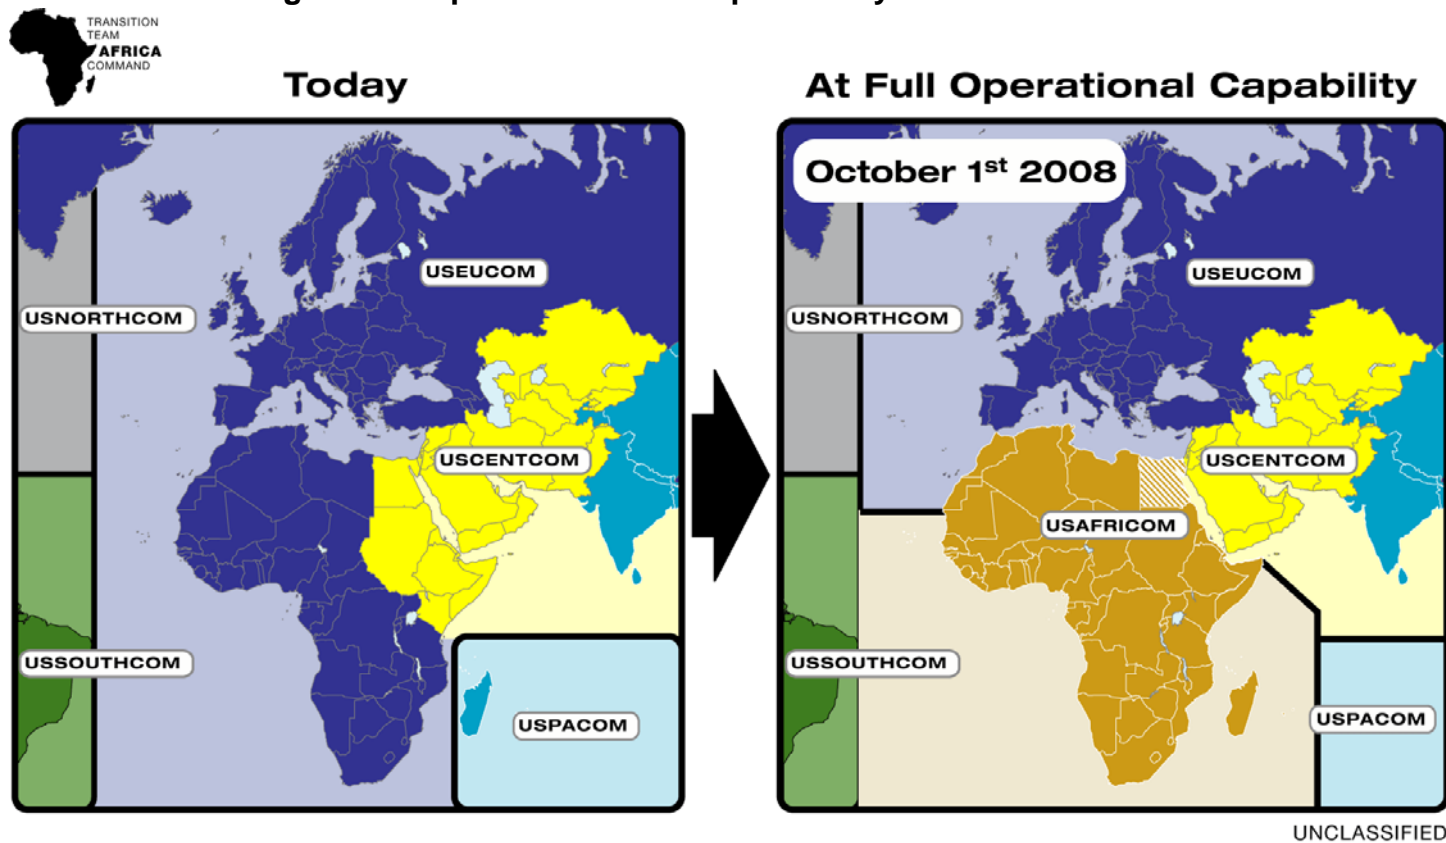 TRANSITION
TEAM
AFRICA
COMMAND
Today
At Full Operational Capability
October 1st 2008
USEUCOM
USNORTHCOM
USCENTCOM
USSOUTHCOM
USPACOM
USEUCOM
USNORTHCOM
USCENTCOM
USAFRICOM
USSOUTHCOM
USPACOM
UNCLASSIFIED